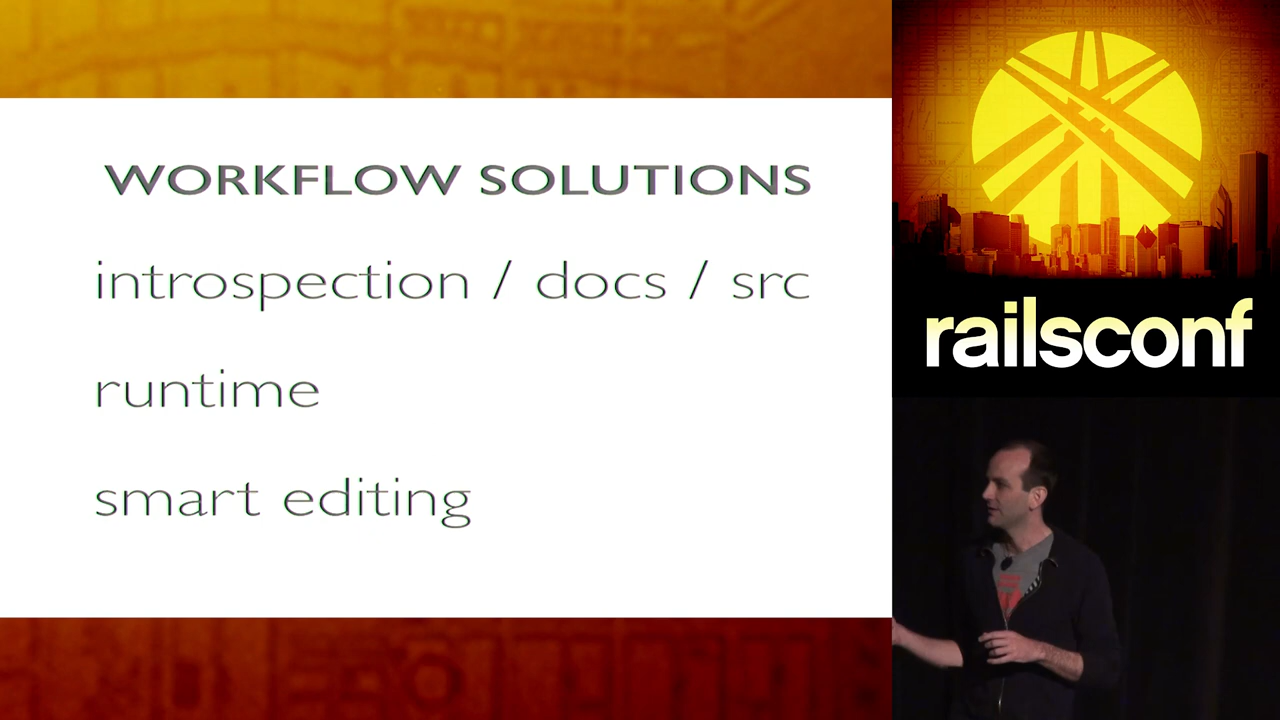 WORKFLOW SOLUTIONS
introspection / docs / src
runtime
smart editing
railsconf